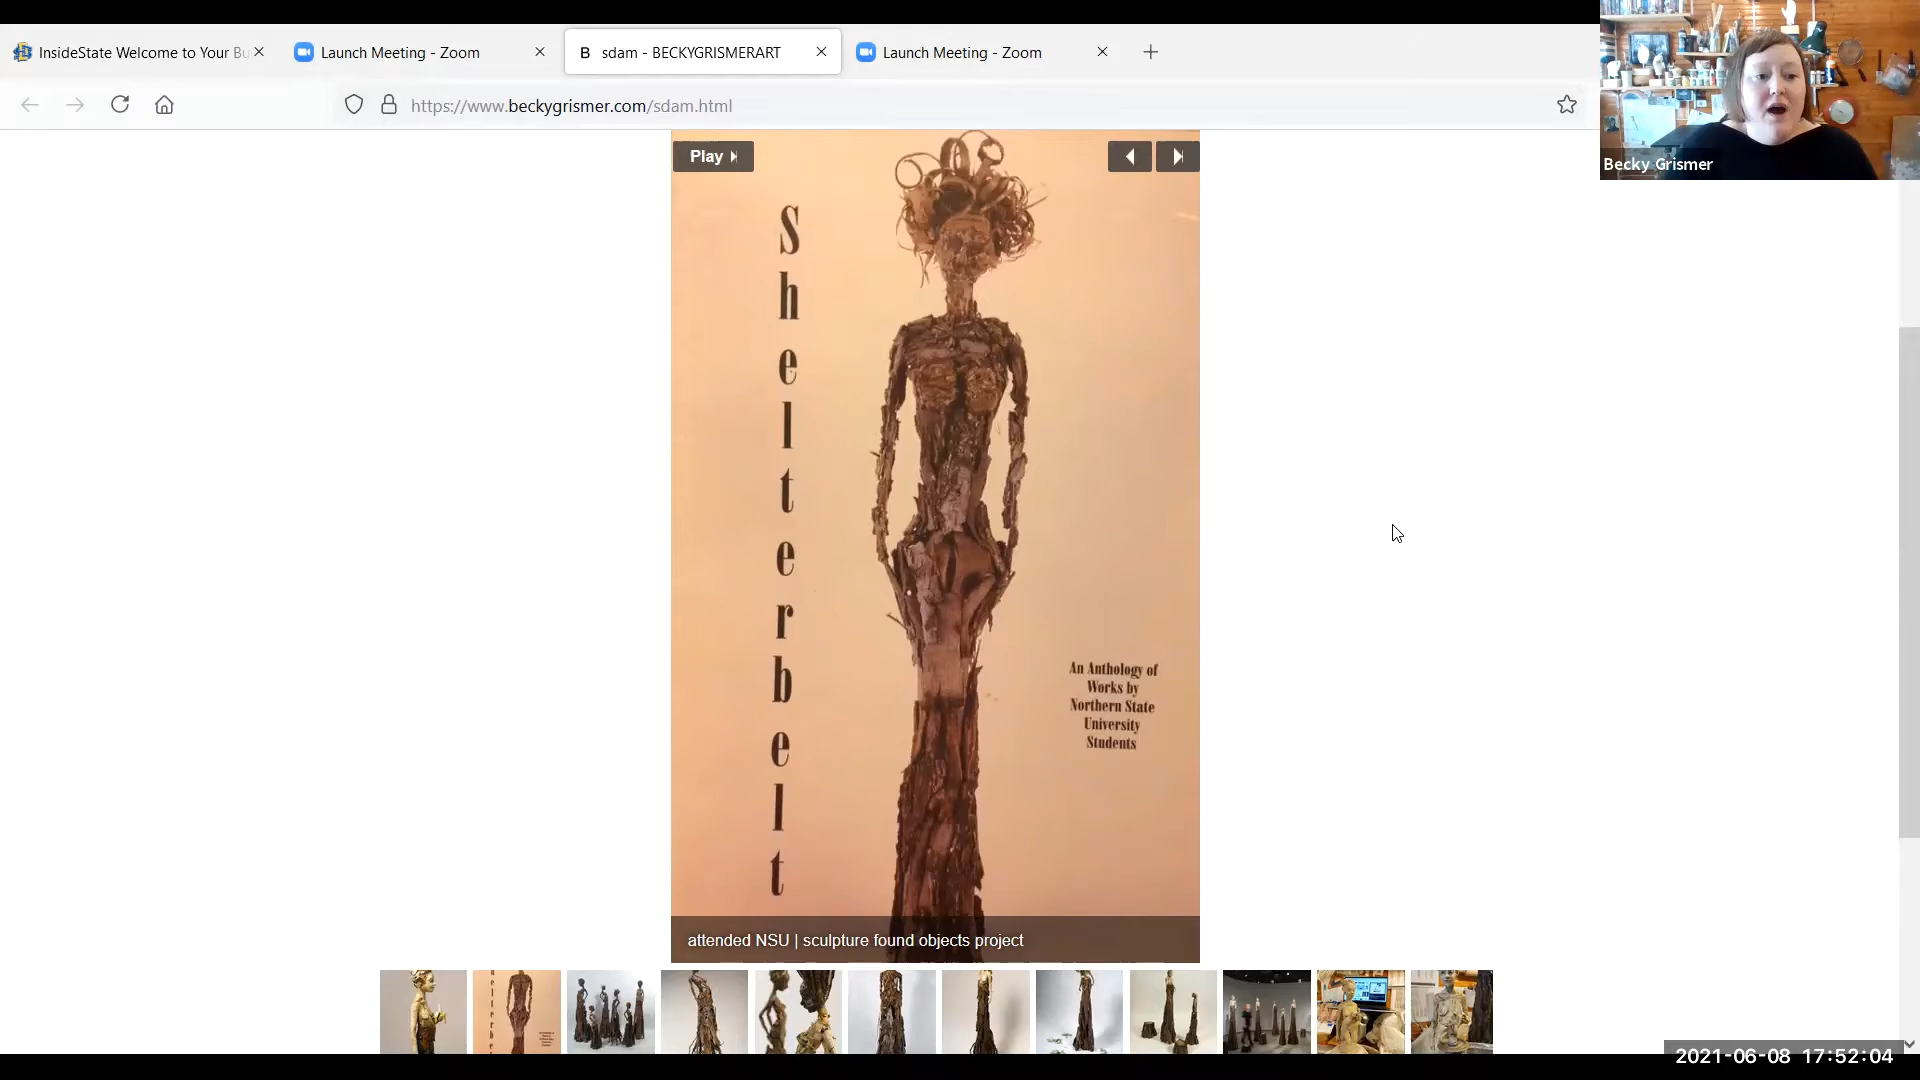 InsideState Welcome to Your Bu
Launch Meeting - Zoom
B sdam - BECKYGRISMERART
Launch Meeting - Zoom
https://www.beckygrismer.com/sdam.html
Becky Grismer
Play
Shelterbelt
An Anthology of
Works by
Northern State
University
Students
attended NSU | sculpture found objects project
2021-06-08 17:52:04